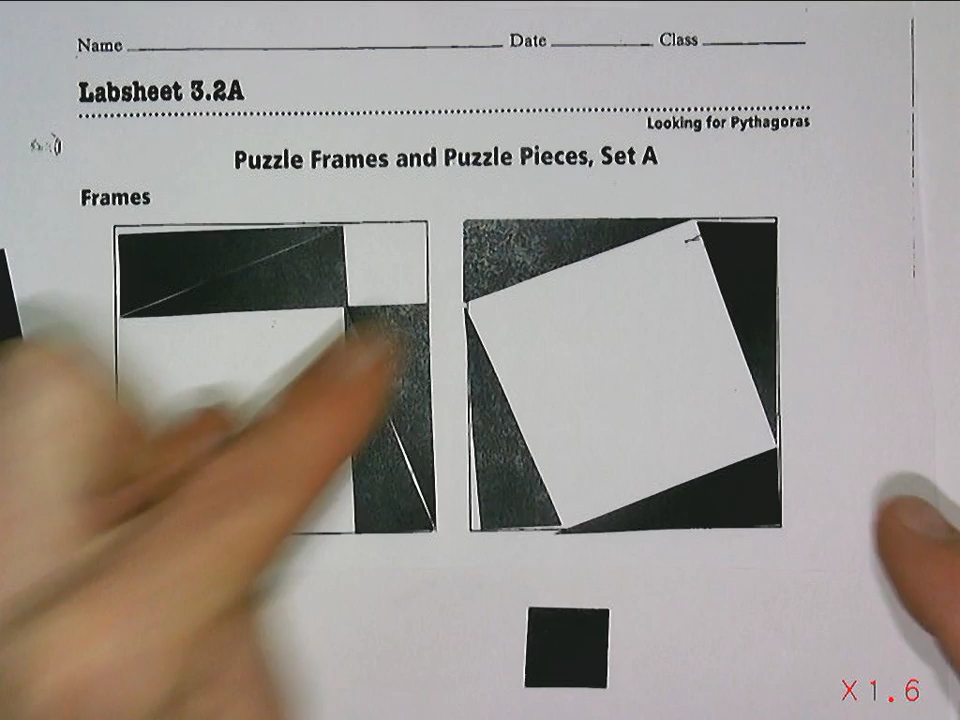 Name Date Class
Labsheet 3.2A
Looking for Pythagoras
Puzzle Frames and Puzzle Pieces, Set A
Frames
X1.6